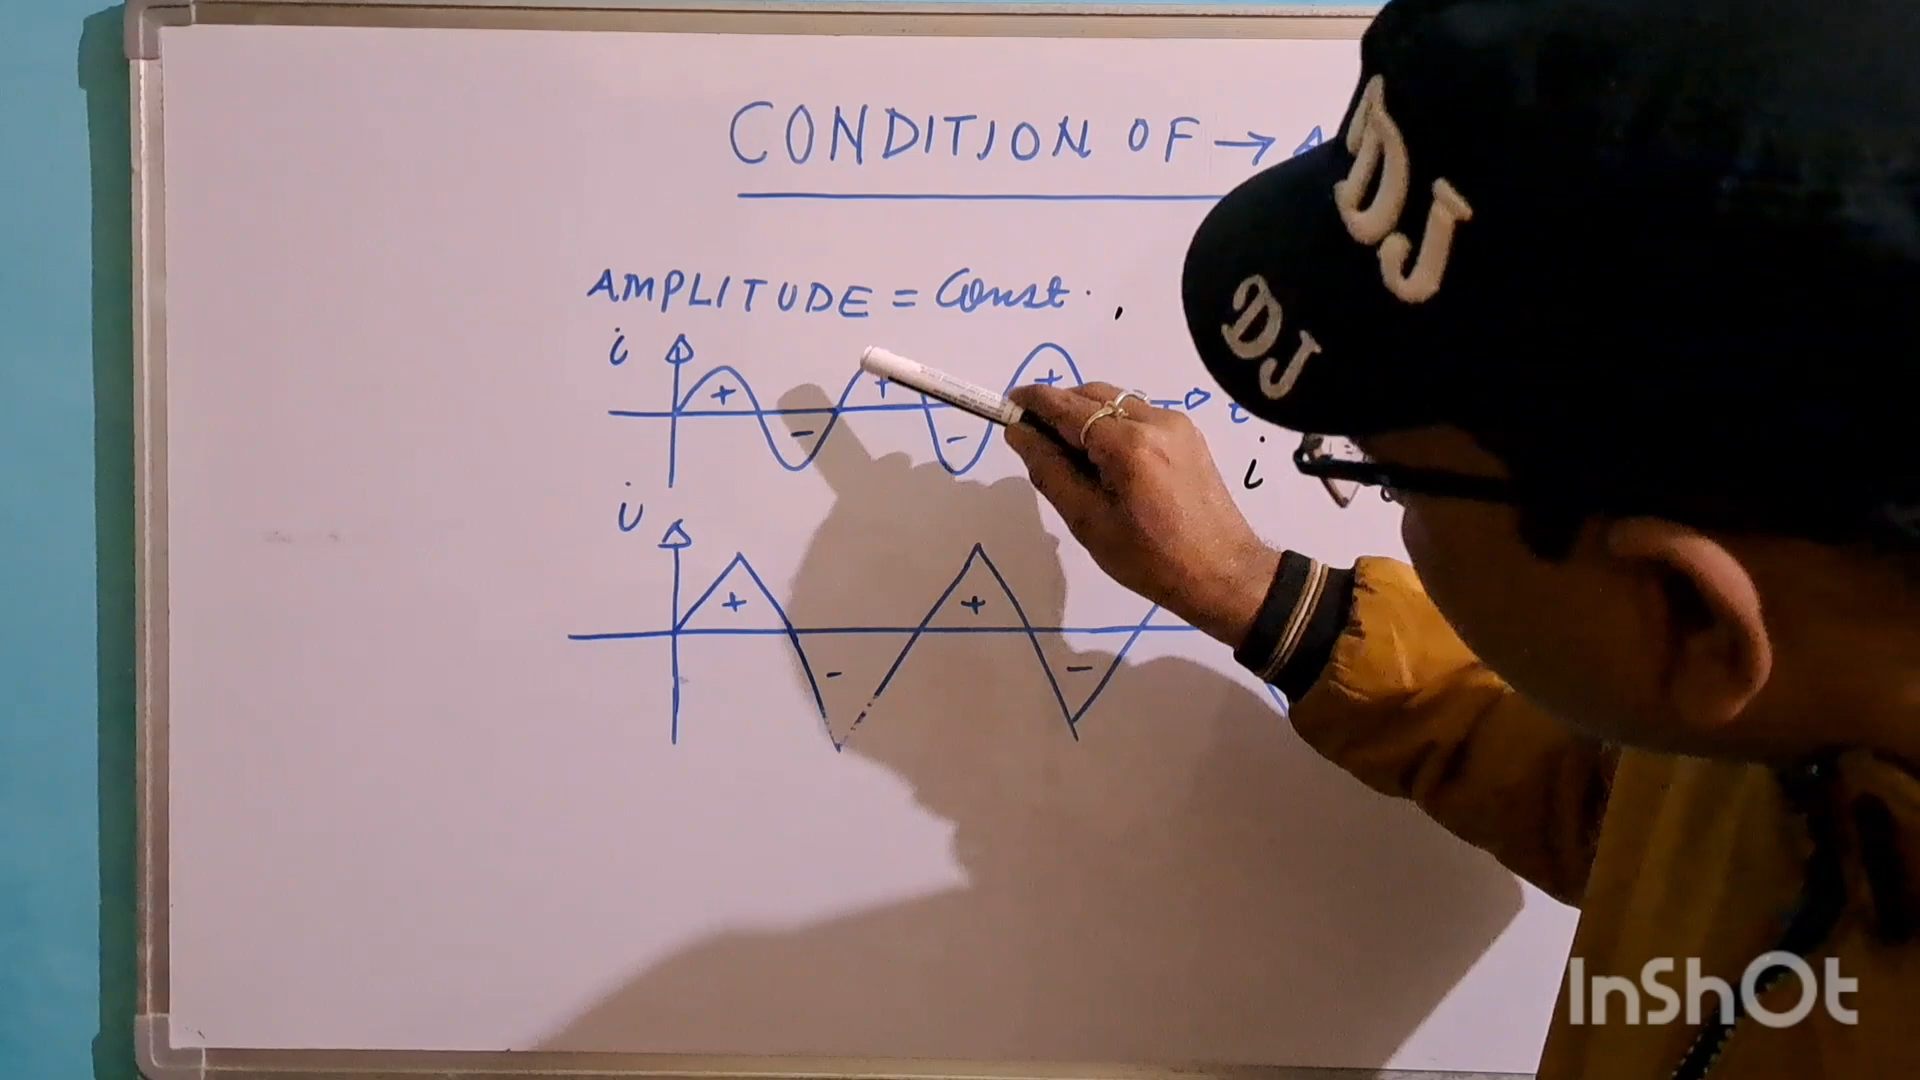 CONDITION OF → A
AMPLITUDE = Const. ,
i
+ - + - +
t
i
i
+ - + -
DJ
DJ
InShOt